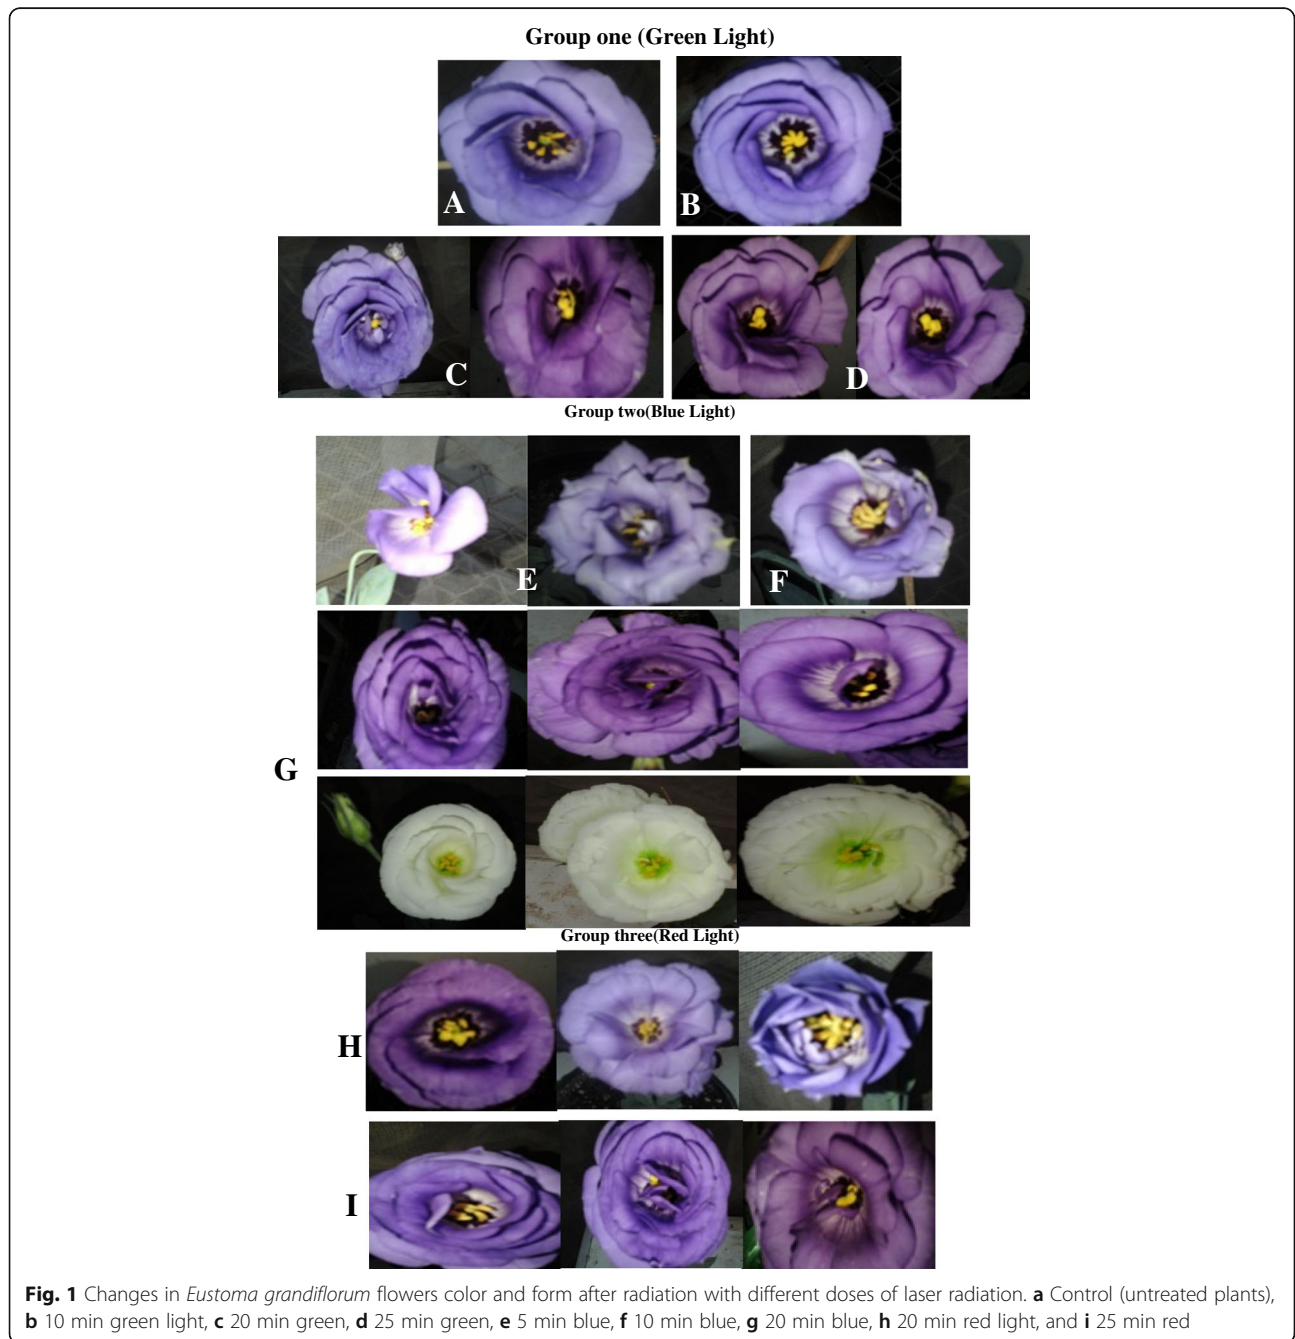 Group one (Green Light)
A
B
C
D
Group two(Blue Light)
E
F
G
Group three(Red Light)
H
I
Fig. 1 Changes in Eustoma grandiflorum flowers color and form after radiation with different doses of laser radiation. a Control (untreated plants),
b 10 min green light, c 20 min green, d 25 min green, e 5 min blue, f 10 min blue, g 20 min blue, h 20 min red light, and i 25 min red